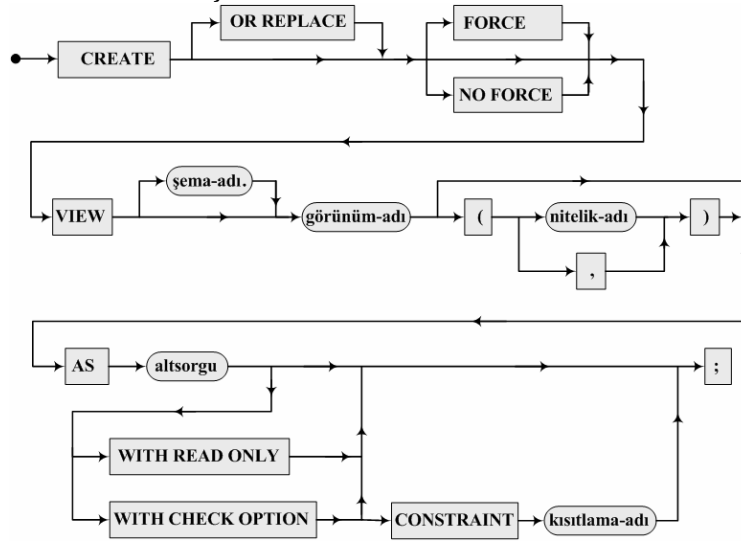 OR REPLACE
FORCE
CREATE
NO FORCE
şema-adı.
VIEW
görünüm-adı
(
nitelik-adı
)
,
AS
altsorgu
;
WITH READ ONLY
WITH CHECK OPTION
CONSTRAINT
kısıtlama-adı